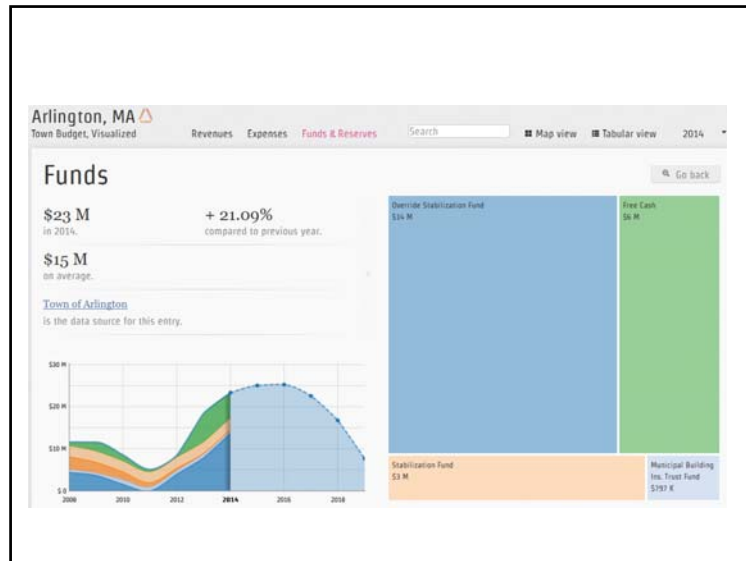 Arlington, MA
Town Budget, Visualized
Revenues Expenses Funds & Reserves Search Map view Tabular view 2014
Funds
Go back
$23 M
in 2014.
+ 21.09%
compared to previous year.
$15 M
on average.
Town of Arlington
is the data source for this entry.
Override Stabilization Fund
$14 M
Free Cash
$6 M
Stabilization Fund
$3 M
Municipal Building
Ins. Trust Fund
$797 K
$30 M
$20 M
$10 M
$ 0
2008 2010 2012 2014 2016 2018